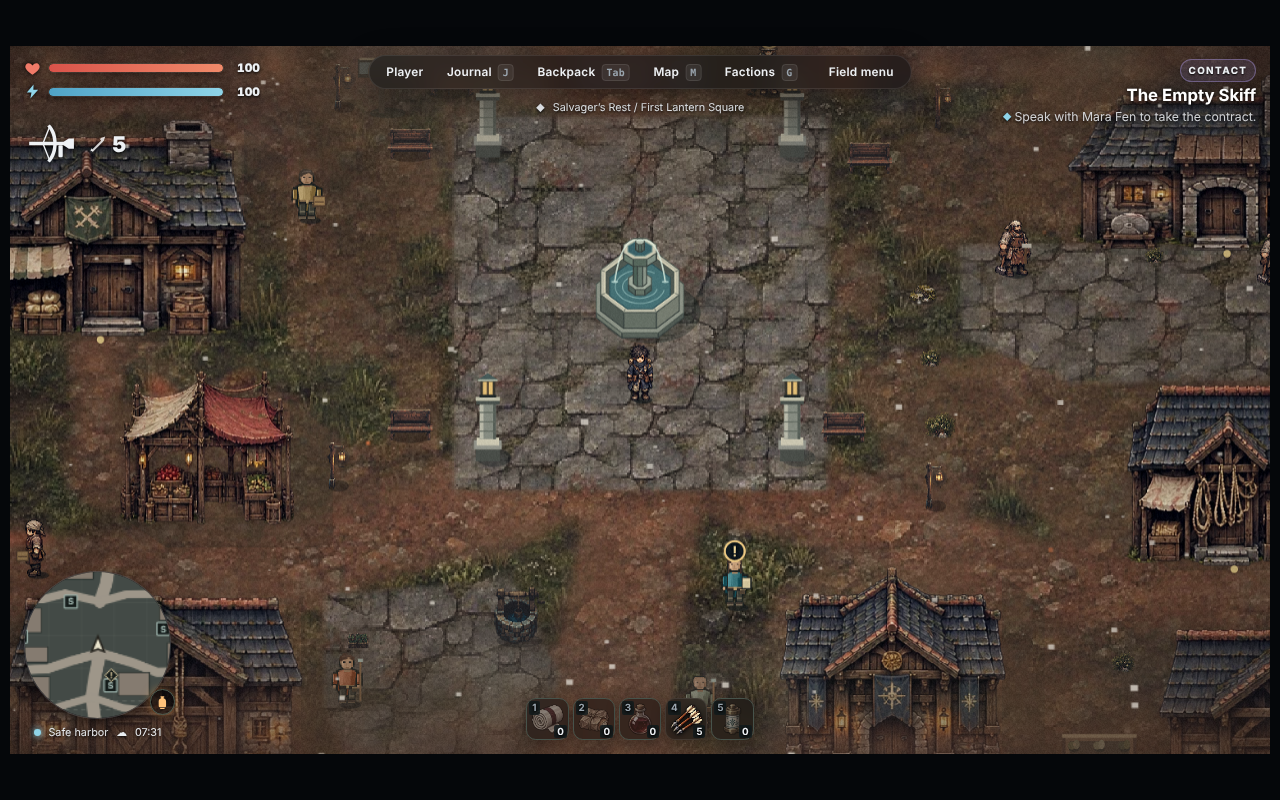 100
100
5
Player
Journal J
Backpack Tab
Map M
Factions G
Field menu
Salvager's Rest / First Lantern Square
CONTACT
The Empty Skiff
Speak with Mara Fen to take the contract.
!
S
S
S
Safe harbor 07:31
1 0
2 0
3 0
4 5
5 0